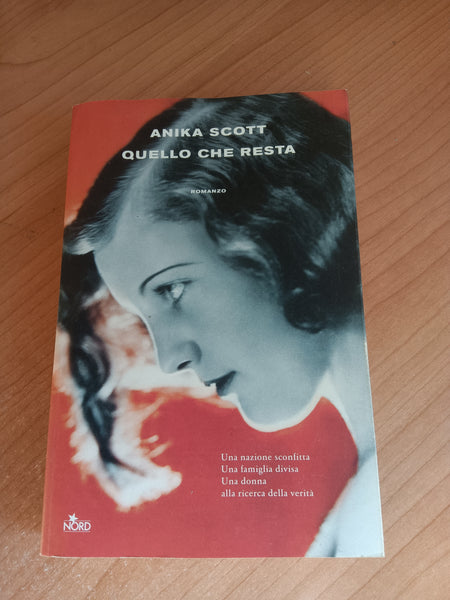 ANIKA SCOTT
QUELLO CHE RESTA
ROMANZO
Una nazione sconfitta
Una famiglia divisa
Una donna
alla ricerca della verità
NORD